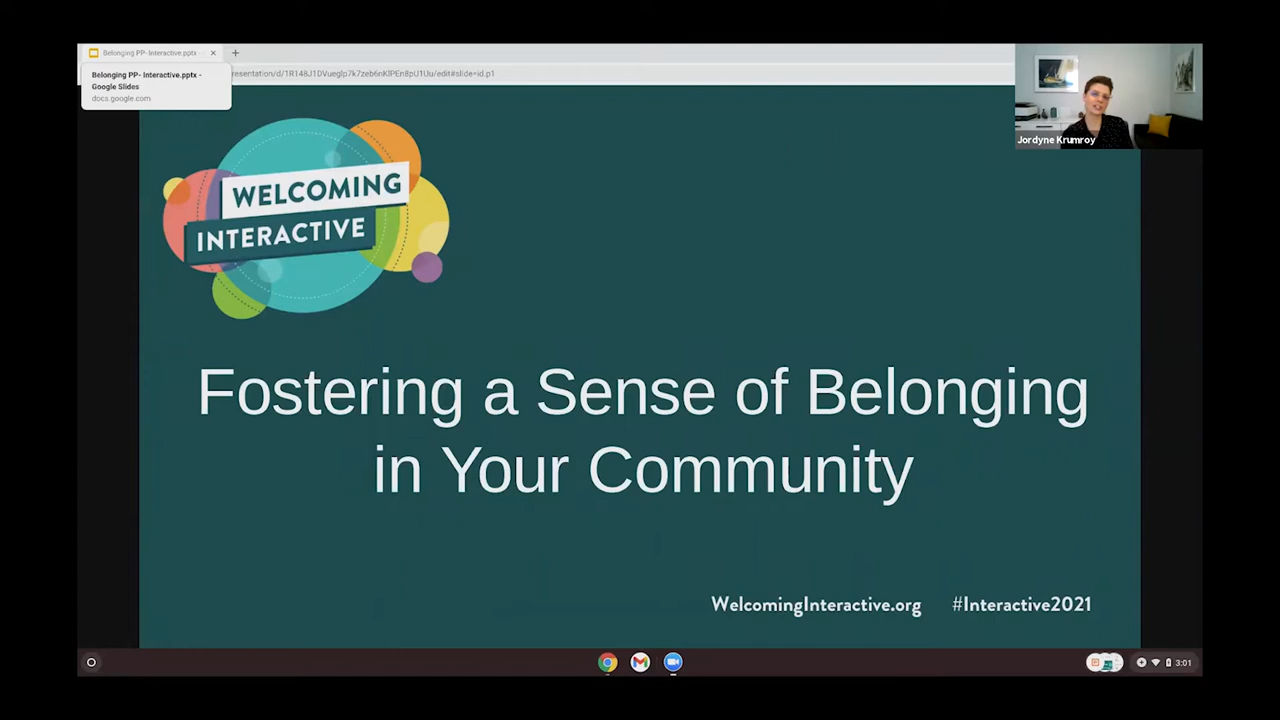 Belonging PP- Interactive.pptx -
Belonging PP- Interactive.pptx -
Google Slides
docs.google.com
Jordyne Krumroy
WELCOMING
INTERACTIVE
Fostering a Sense of Belonging
in Your Community
WelcomingInteractive.org #Interactive2021
3:01